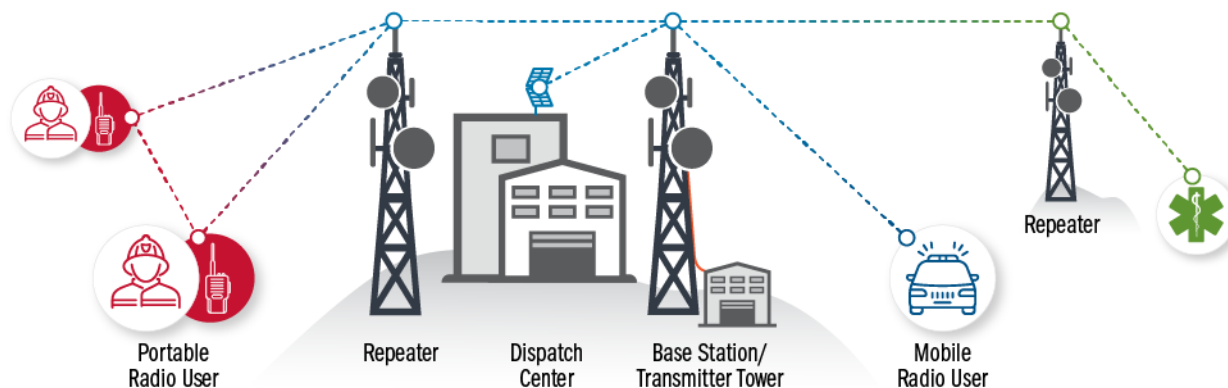 Repeater
Portable
Radio User
Repeater
Dispatch
Center
Base Station/
Transmitter Tower
Mobile
Radio User